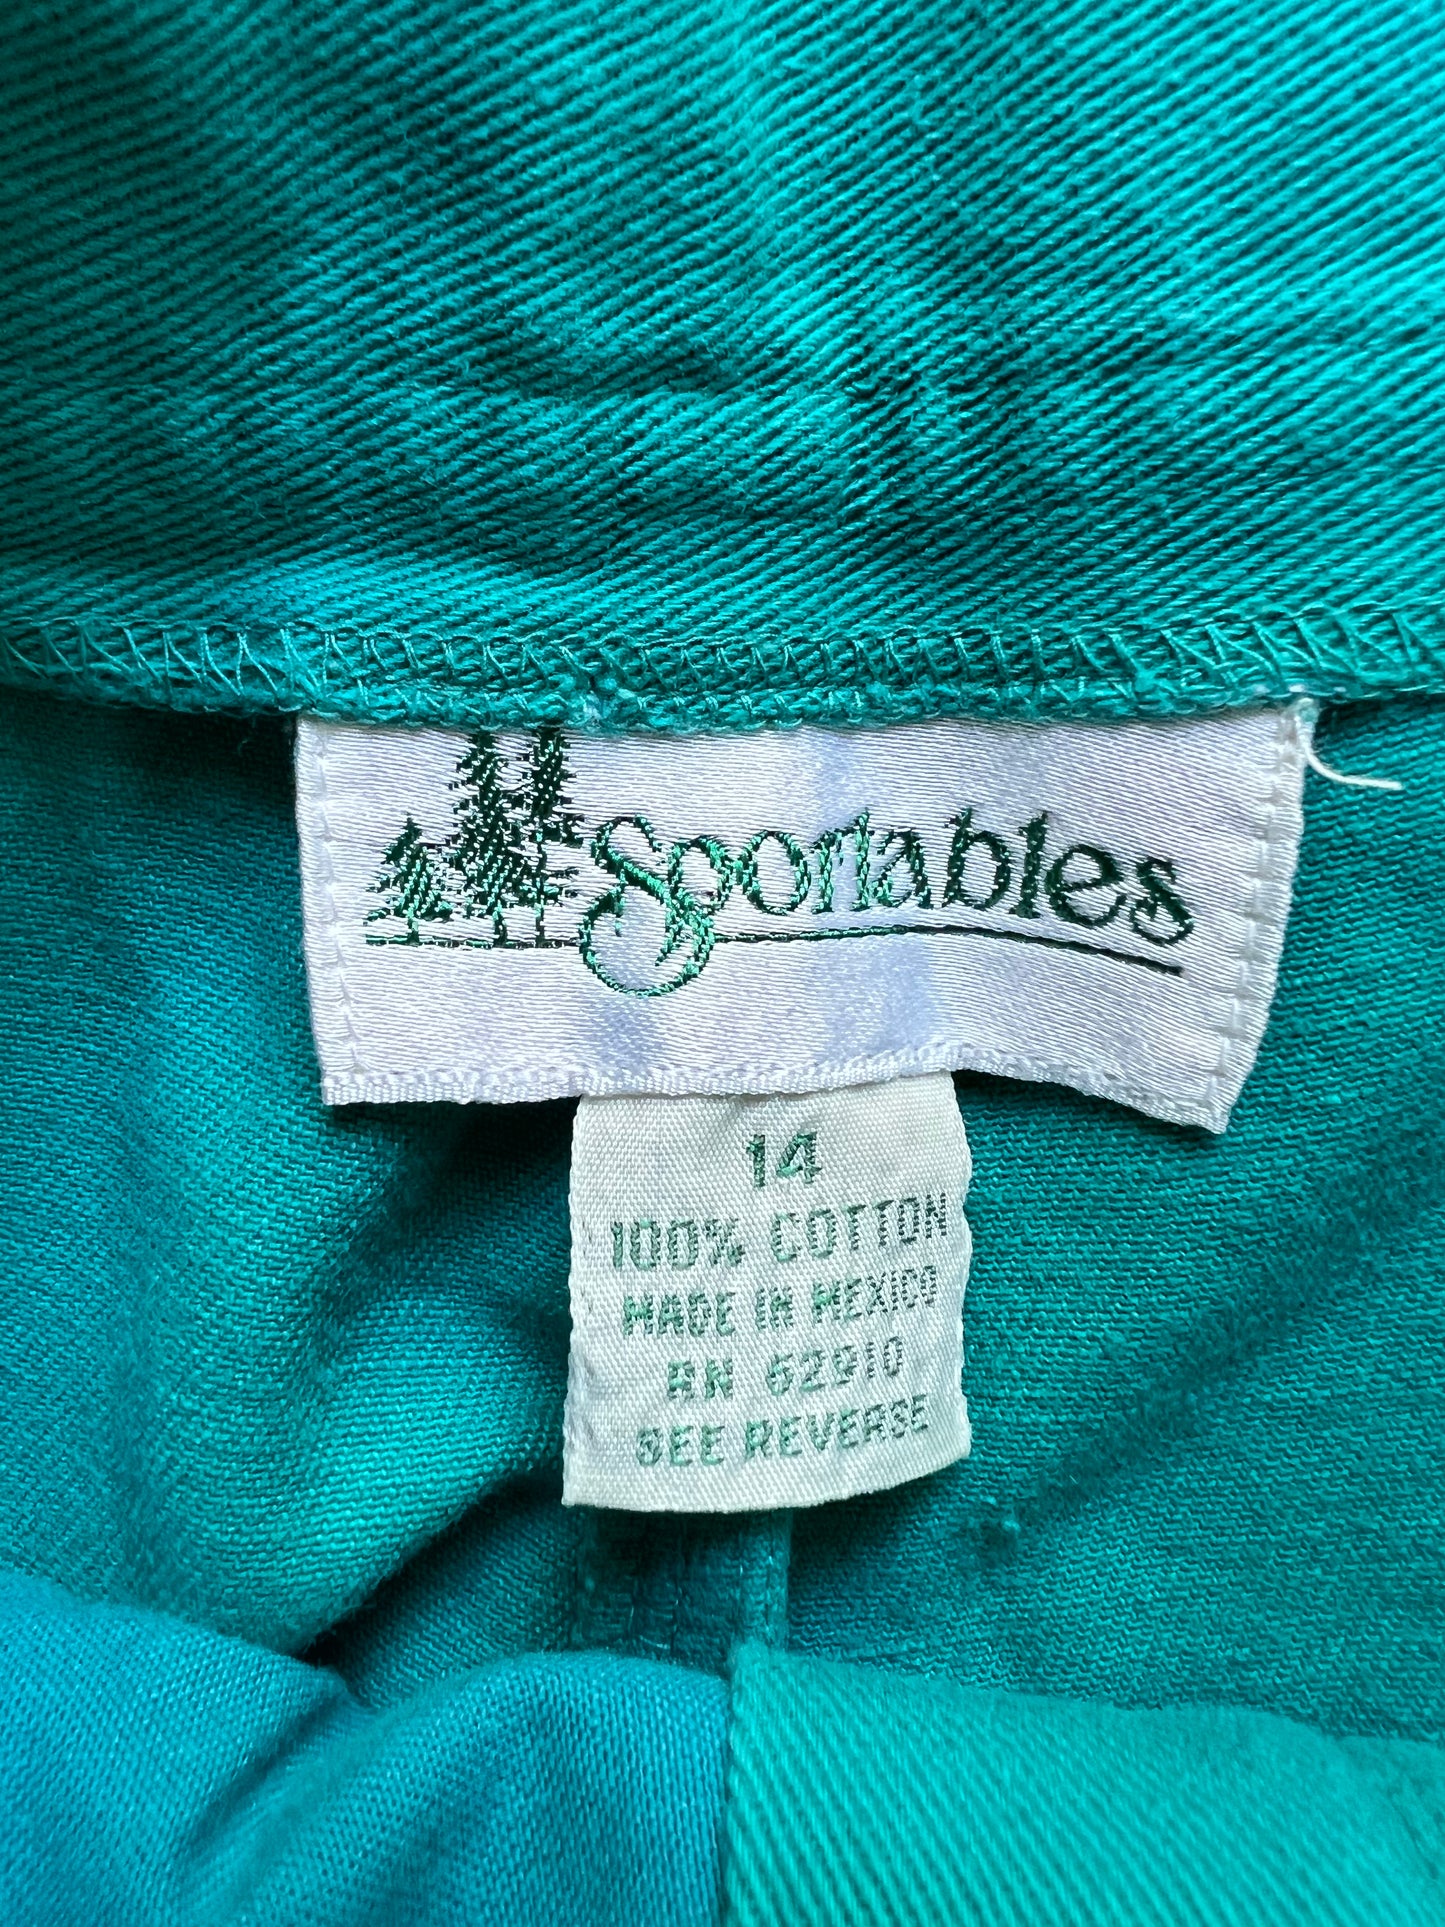 Sportables
14
100% COTTON
MADE IN MEXICO
RN 62910
SEE REVERSE